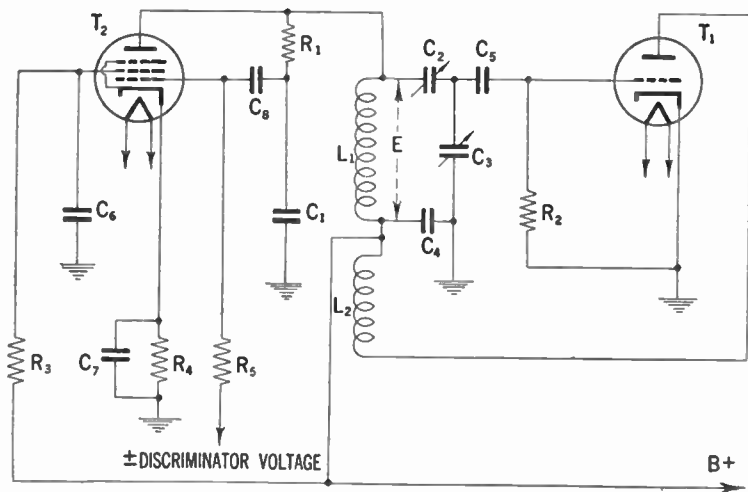 T₂
R₁
C₂
C₅
T₁
C₈
L₁
E
C₃
R₂
C₆
C₁
C₄
L₂
R₃
C₇
R₄
R₅
±DISCRIMINATOR VOLTAGE
B+